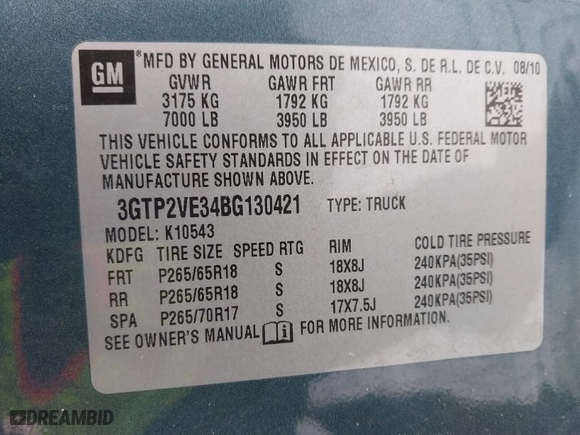 GM
®
MFD BY GENERAL MOTORS DE MEXICO, S. DE R.L. DE C.V. 08/10
GVWR GAWR FRT GAWR RR
3175 KG 1792 KG 1792 KG
7000 LB 3950 LB 3950 LB
THIS VEHICLE CONFORMS TO ALL APPLICABLE U.S. FEDERAL MOTOR
VEHICLE SAFETY STANDARDS IN EFFECT ON THE DATE OF
MANUFACTURE SHOWN ABOVE.
3GTP2VE34BG130421 TYPE: TRUCK
MODEL: K10543
KDFG TIRE SIZE SPEED RTG RIM COLD TIRE PRESSURE
FRT P265/65R18 S 18X8J 240KPA(35PSI)
RR P265/65R18 S 18X8J 240KPA(35PSI)
SPA P265/70R17 S 17X7.5J 240KPA(35PSI)
SEE OWNER'S MANUAL FOR MORE INFORMATION.
DREAMBID